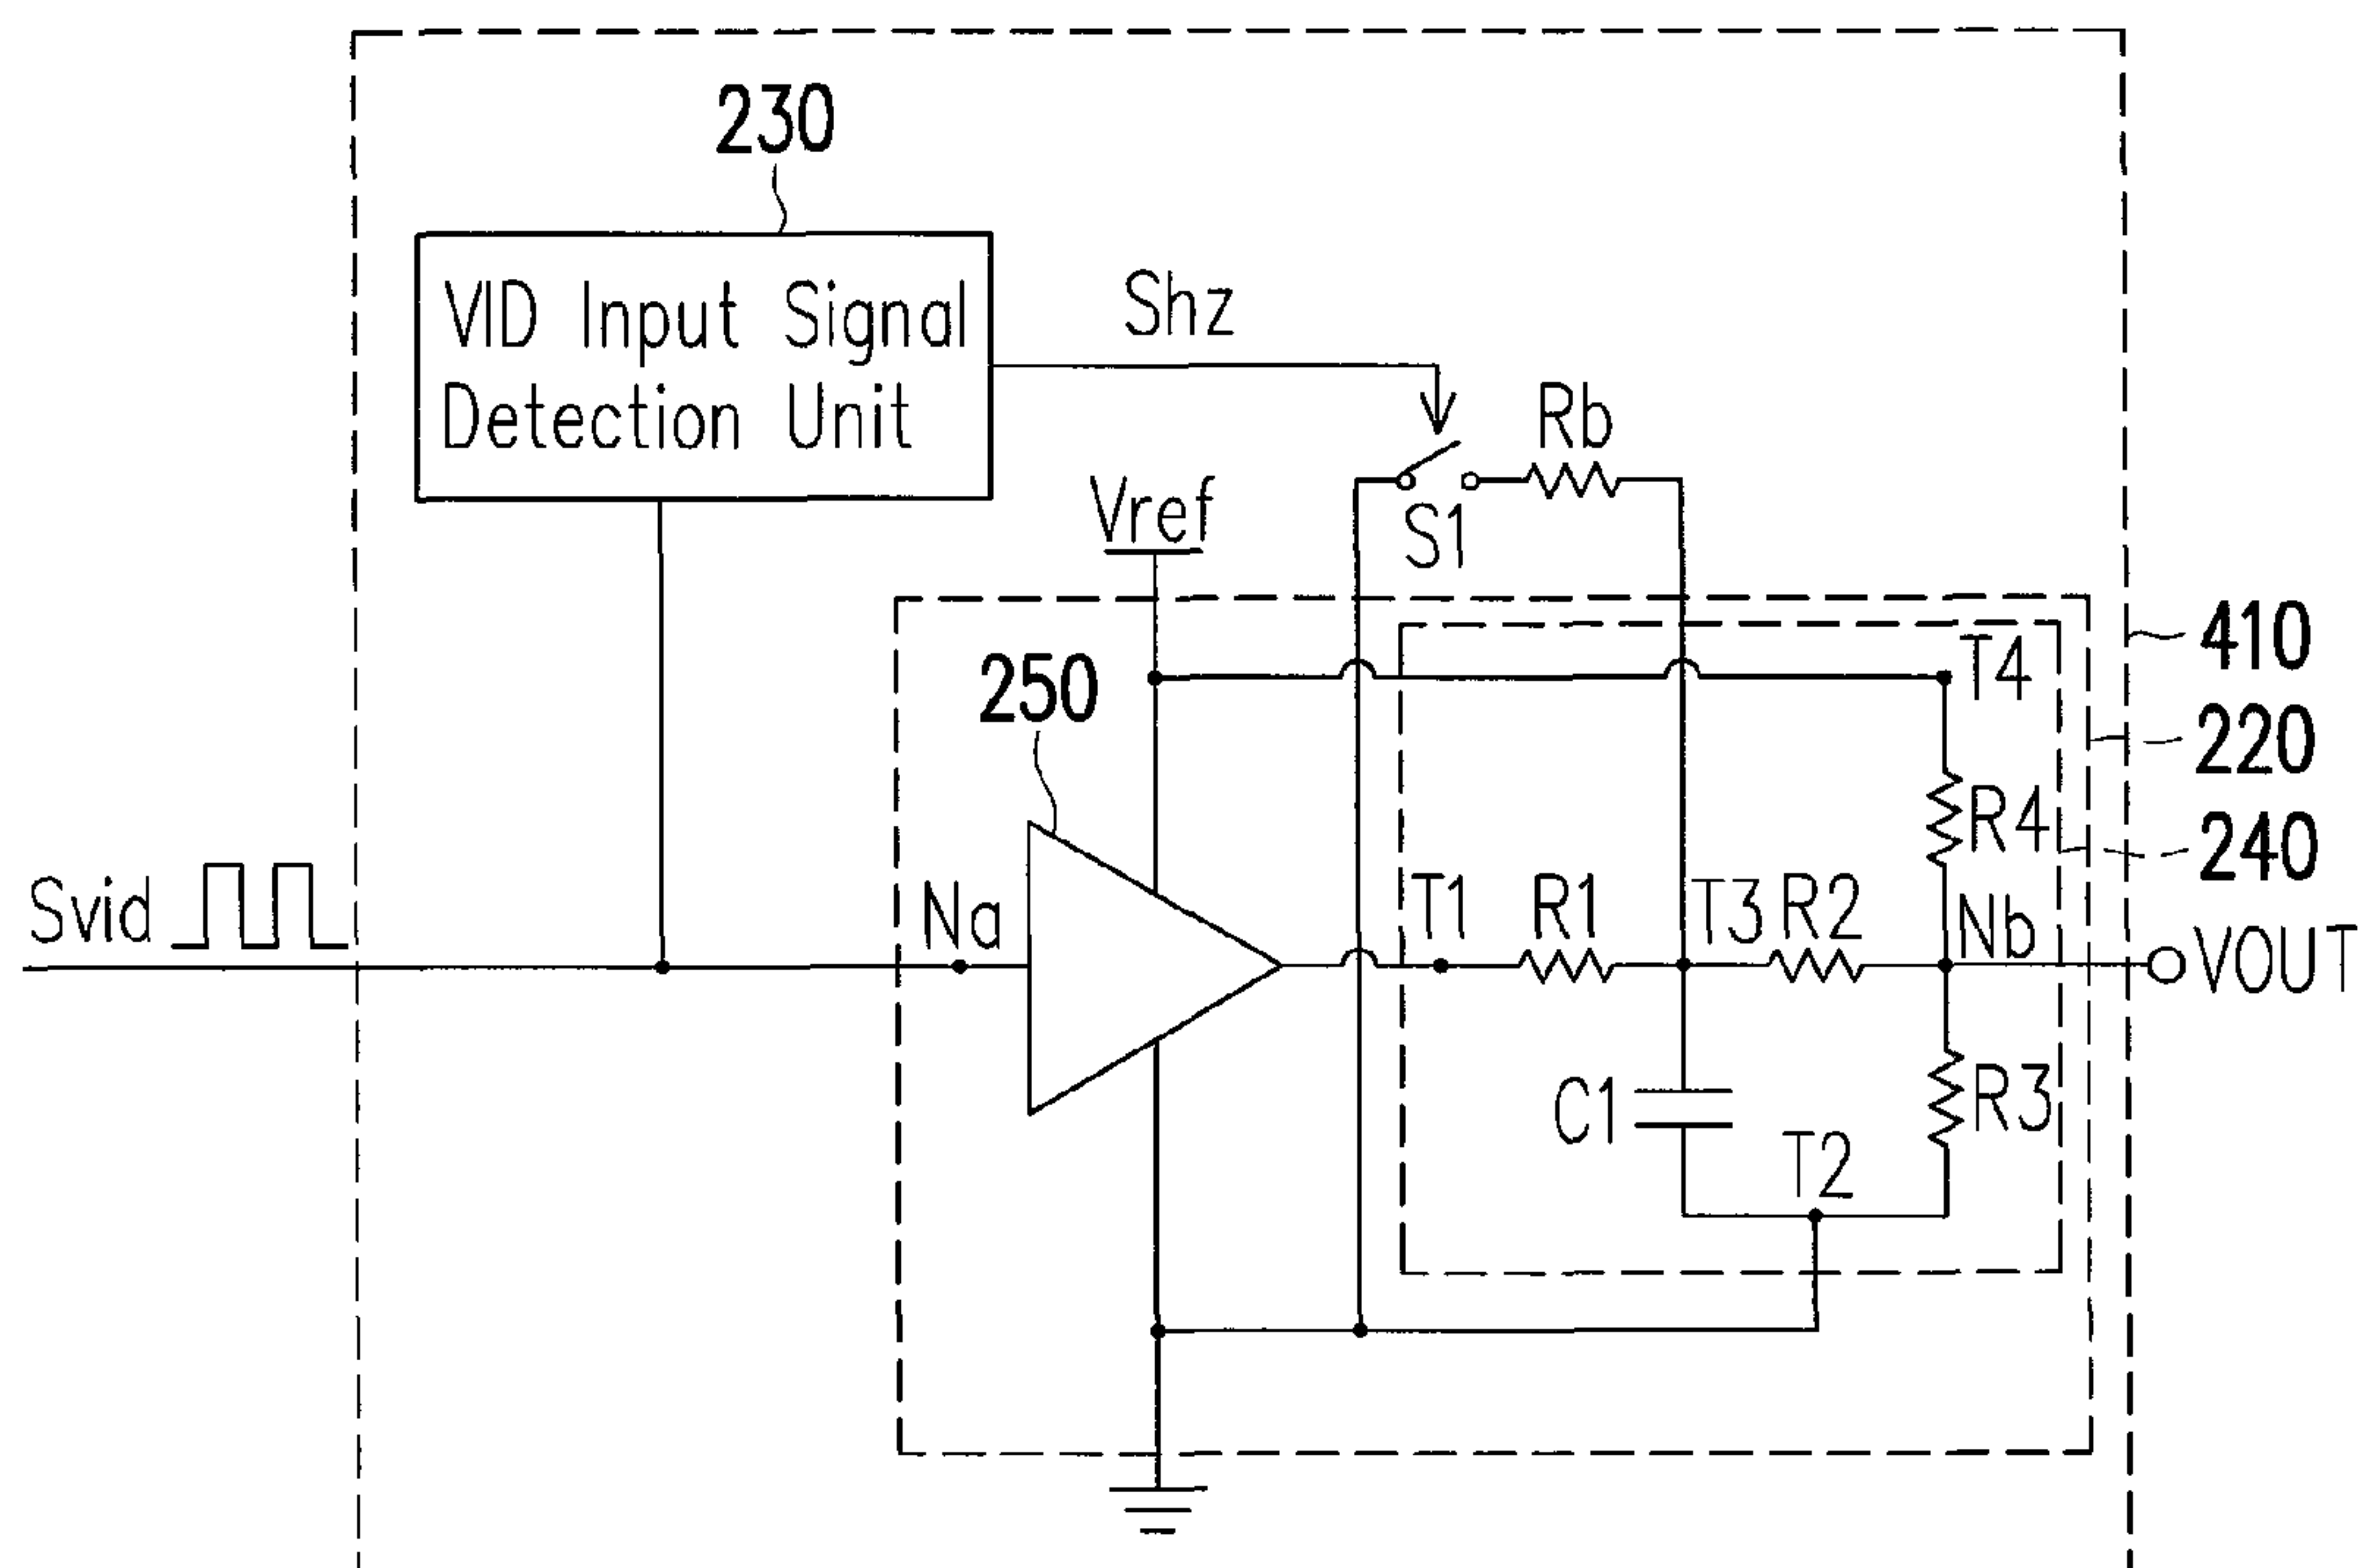 230
VID Input Signal
Detection Unit
Shz
Rb
S1
Vref
410
T4
250
220
R4
240
Svid
Na
T1
R1
T3
R2
Nb
VOUT
C1
R3
T2